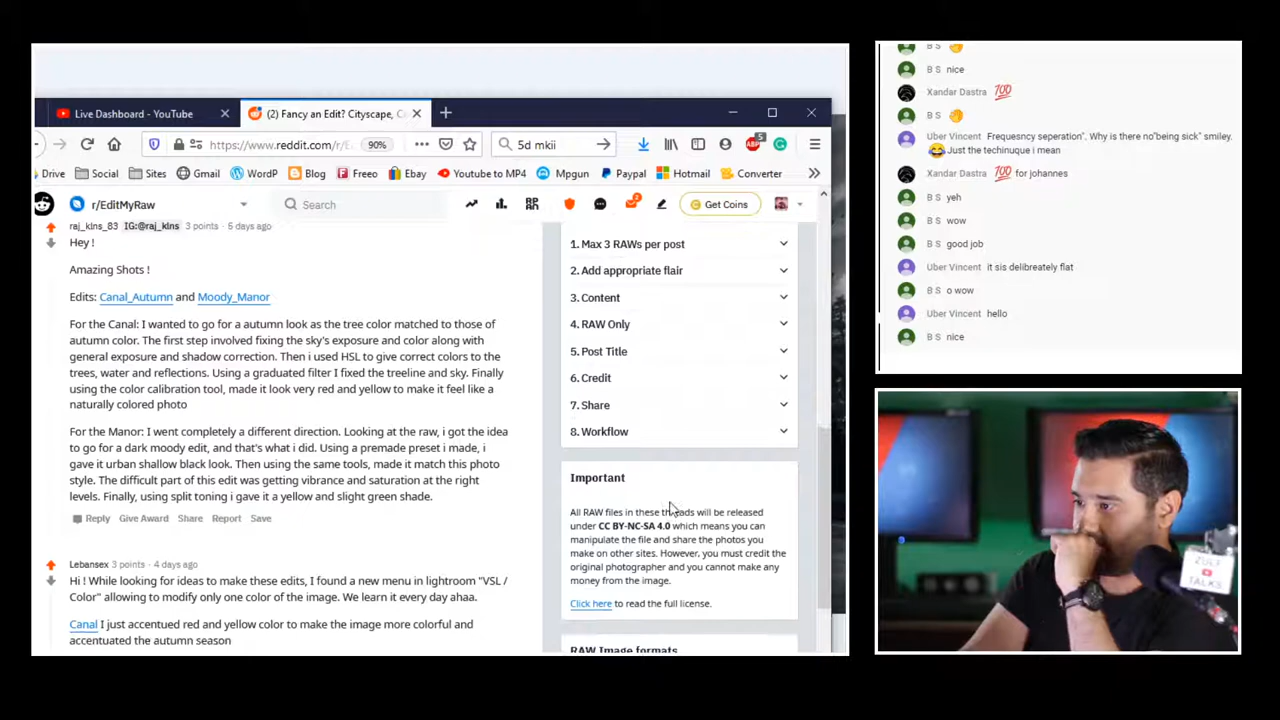 Live Dashboard - YouTube
(2) Fancy an Edit? Cityscape, C
https://www.reddit.com/r/E
90%
5d mkii
5
Drive
Social
Sites
Gmail
WordP
Blog
Freeo
Ebay
Youtube to MP4
Mpgun
Paypal
Hotmail
Converter
r/EditMyRaw
Search
2
Get Coins
raj_klns_83 IG:@raj_klns 3 points · 5 days ago
Hey !
Amazing Shots !
Edits: Canal_Autumn and Moody_Manor
For the Canal: I wanted to go for a autumn look as the tree color matched to those of
autumn color. The first step involved fixing the sky's exposure and color along with
general exposure and shadow correction. Then i used HSL to give correct colors to the
trees, water and reflections. Using a graduated filter I fixed the treeline and sky. Finally
using the color calibration tool, made it look very red and yellow to make it feel like a
naturally colored photo
For the Manor: I went completely a different direction. Looking at the raw, i got the idea
to go for a dark moody edit, and that's what i did. Using a premade preset i made, i
gave it urban shallow black look. Then using the same tools, made it match this photo
style. The difficult part of this edit was getting vibrance and saturation at the right
levels. Finally, using split toning i gave it a yellow and slight green shade.
Reply Give Award Share Report Save
Lebansex 3 points · 4 days ago
Hi ! While looking for ideas to make these edits, I found a new menu in lightroom "VSL /
Color" allowing to modify only one color of the image. We learn it every day ahaa.
Canal I just accentued red and yellow color to make the image more colorful and
accentuated the autumn season
1. Max 3 RAWs per post
2. Add appropriate flair
3. Content
4. RAW Only
5. Post Title
6. Credit
7. Share
8. Workflow
Important
All RAW files in these threads will be released
under CC BY-NC-SA 4.0 which means you can
manipulate the file and share the photos you
make on other sites. However, you must credit the
original photographer and you cannot make any
money from the image.
Click here to read the full license.
RAW Image formats
B S
B S nice
Xandar Dastra 💯
B S
Uber Vincent Frequesncy seperation". Why is there no"being sick" smiley.
😂 Just the techinuqe i mean
Xandar Dastra 💯 for johannes
B S yeh
B S wow
B S good job
Uber Vincent it sis delibreately flat
B S o wow
Uber Vincent hello
B S nice
TALKS